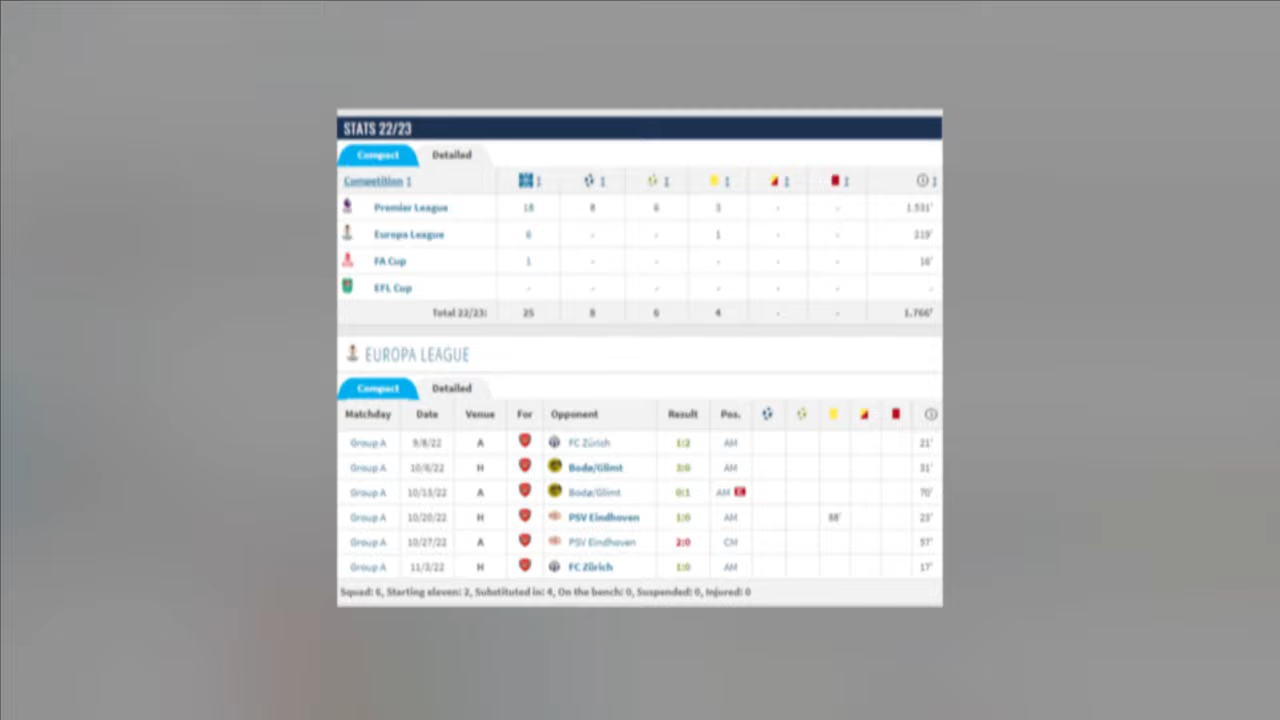 STATS 22/23
Compact Detailed
Competition
Premier League 18 8 6 3 - - 1.531'
Europa League 6 - - 1 - - 219'
FA Cup 1 - - - - - 16'
EFL Cup - - - - - - -
Total 22/23: 25 8 6 4 - - 1.766'
EUROPA LEAGUE
Compact Detailed
Matchday Date Venue For Opponent Result Pos.
Group A 9/8/22 A FC Zürich 1:2 AM 21'
Group A 10/6/22 H Bodø/Glimt 3:0 AM 31'
Group A 10/13/22 A Bodø/Glimt 0:1 AM 70'
Group A 10/20/22 H PSV Eindhoven 1:0 AM 88' 23'
Group A 10/27/22 A PSV Eindhoven 2:0 CM 57'
Group A 11/3/22 H FC Zürich 1:0 AM 17'
Squad: 6, Starting eleven: 2, Substituted in: 4, On the bench: 0, Suspended: 0, Injured: 0